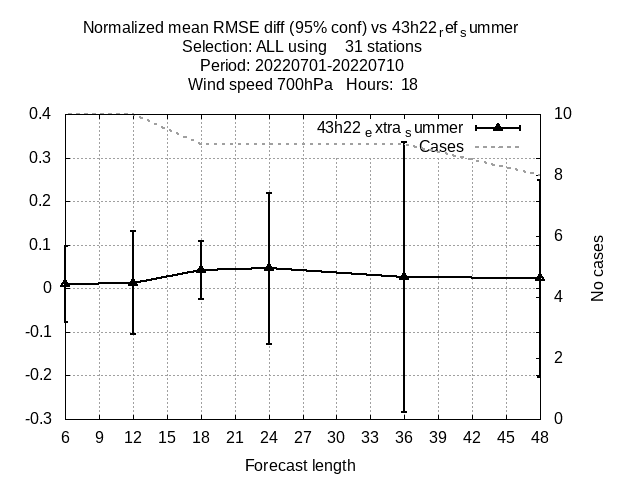 Normalized mean RMSE diff (95% conf) vs 43h22refsummer
Selection: ALL using 31 stations
Period: 20220701-20220710
Wind speed 700hPa Hours: 18
43h22extrasummer
Cases
0.4
0.3
0.2
0.1
0
-0.1
-0.2
-0.3
10
8
6
4
2
0
No cases
6 9 12 15 18 21 24 27 30 33 36 39 42 45 48
Forecast length